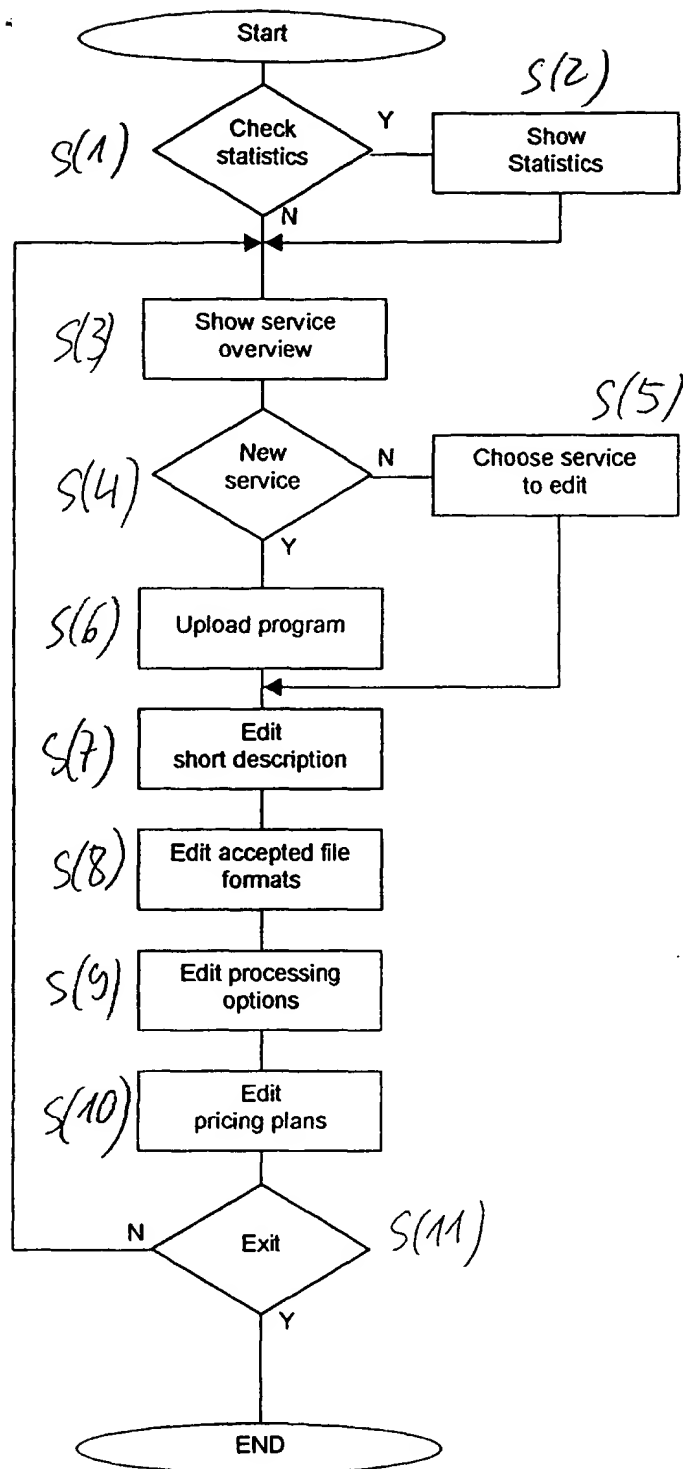 Start
S(2)
S(1)
Check
statistics
Y
Show
Statistics
N
S(3)
Show service
overview
S(5)
S(4)
New
service
N
Choose service
to edit
Y
S(6)
Upload program
S(7)
Edit
short description
S(8)
Edit accepted file
formats
S(9)
Edit processing
options
S(10)
Edit
pricing plans
N
Exit
S(11)
Y
END